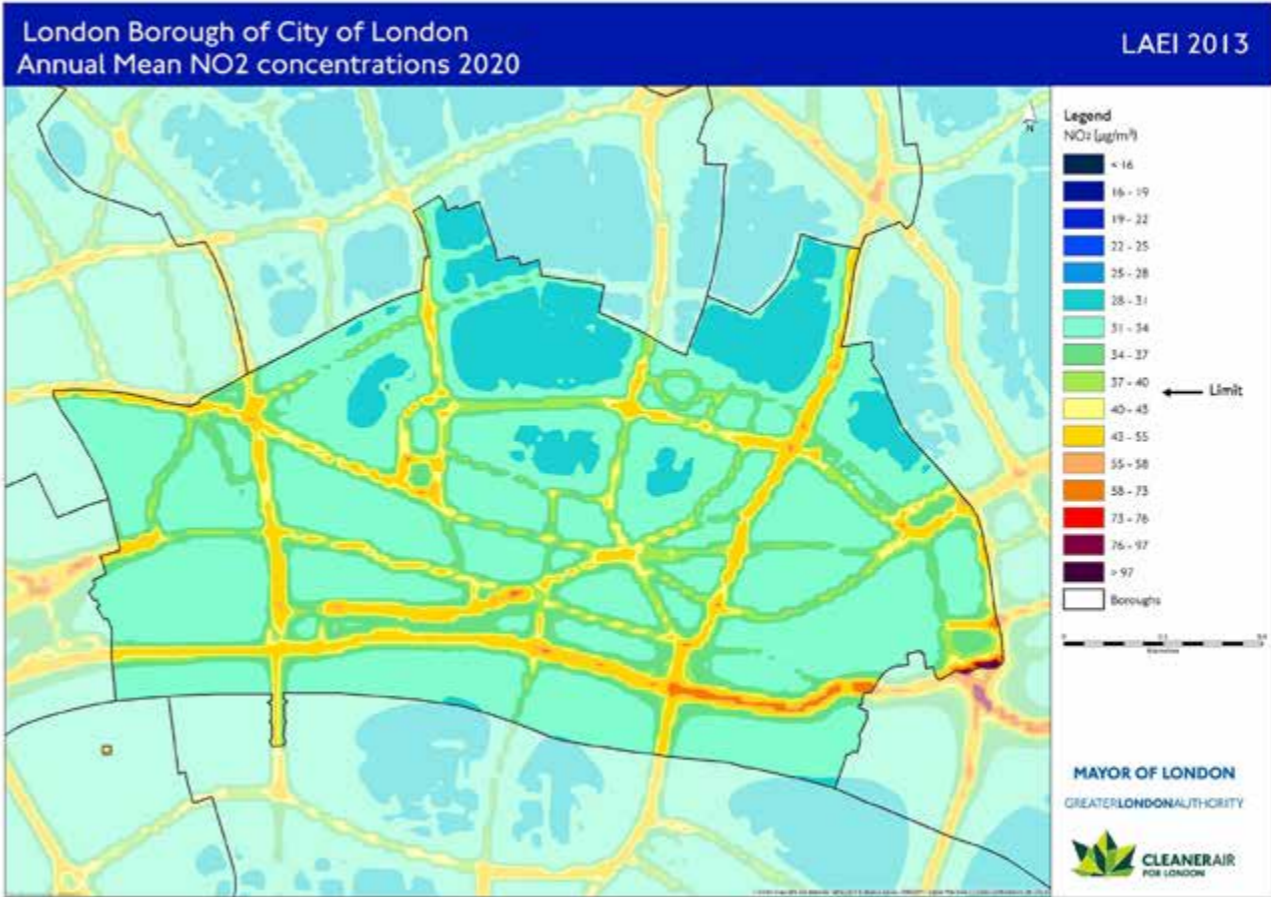 London Borough of City of London
Annual Mean NO2 concentrations 2020
LAEI 2013
N
Legend
NO2 (µg/m³)
< 16
16 - 19
19 - 22
22 - 25
25 - 28
28 - 31
31 - 34
34 - 37
37 - 40
Limit
40 - 43
43 - 55
55 - 58
58 - 73
73 - 76
76 - 97
> 97
Boroughs
MAYOR OF LONDON
GREATERLONDONAUTHORITY
CLEANERAIR
FOR LONDON